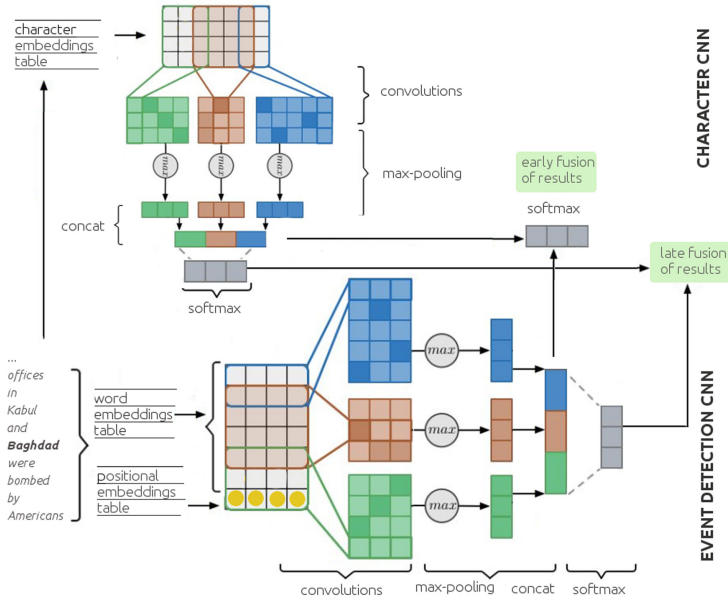 character
embeddings
table
convolutions
max
max
max
max-pooling
concat
softmax
CHARACTER CNN
early fusion
of results
softmax
late fusion
of results
...
offices
in
Kabul
and
Baghdad
were
bombed
by
Americans
word
embeddings
table
positional
embeddings
table
max
max
max
convolutions
max-pooling
concat
softmax
EVENT DETECTION CNN